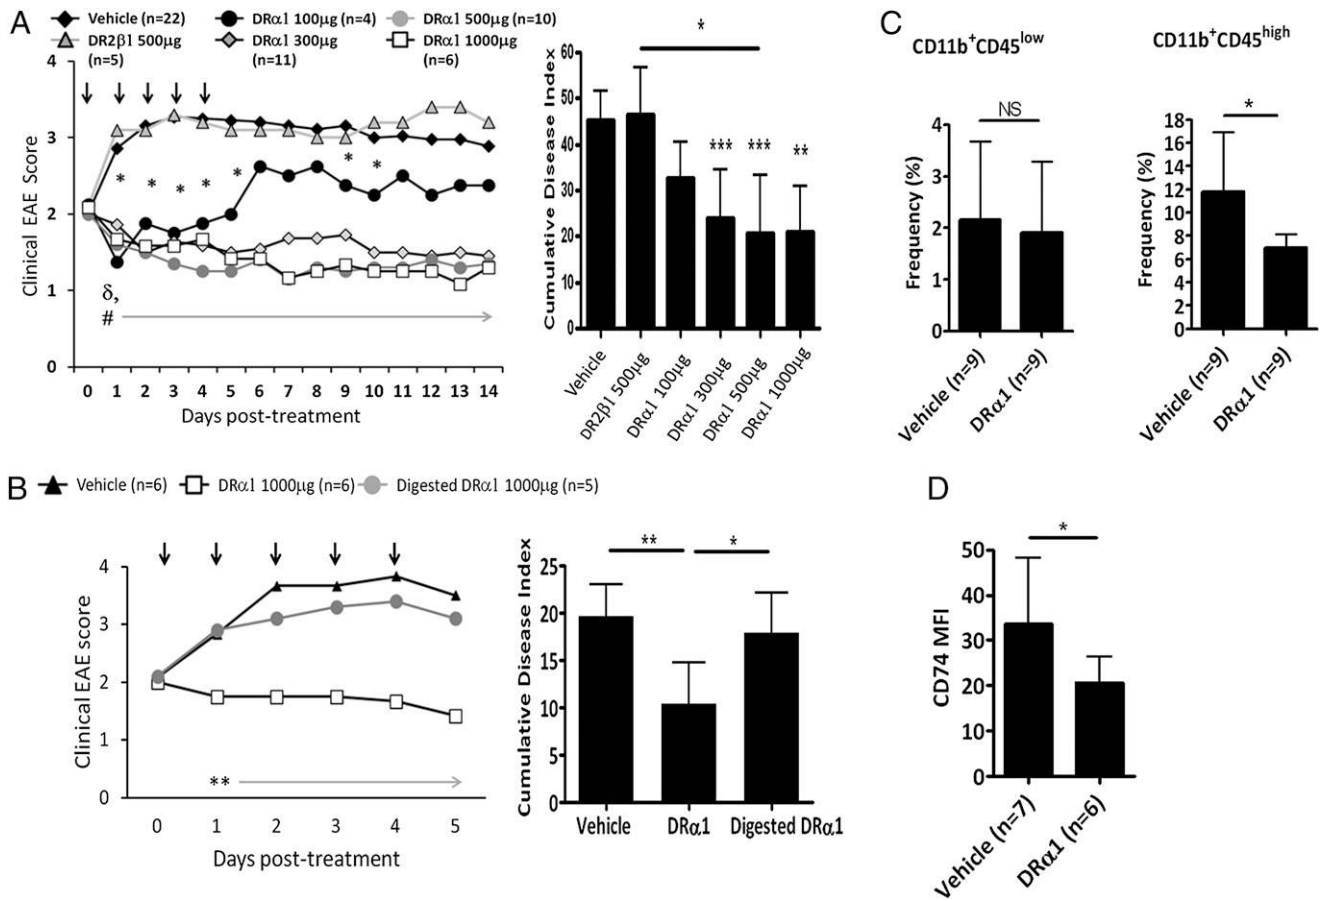 A
Vehicle (n=22)
DRα1 100μg (n=4)
DRα1 500μg (n=10)
DR2β1 500μg
(n=5)
DRα1 300μg
(n=11)
DRα1 1000μg
(n=6)
Clinical EAE Score
4
3
2
1
0
* * * * * * *
δ,
#
0 1 2 3 4 5 6 7 8 9 10 11 12 13 14
Days post-treatment
Cumulative Disease Index
60
50
40
30
20
10
0
*
*** *** **
Vehicle
DR2β1 500μg
DRα1 100μg
DRα1 300μg
DRα1 500μg
DRα1 1000μg
C
CD11b+CD45low
NS
Frequency (%)
4
3
2
1
0
Vehicle (n=9)
DRα1 (n=9)
CD11b+CD45high
*
Frequency (%)
18
16
14
12
10
8
6
4
2
0
Vehicle (n=9)
DRα1 (n=9)
B
Vehicle (n=6)
DRα1 1000μg (n=6)
Digested DRα1 1000μg (n=5)
Clinical EAE score
4
3
2
1
0
**
0 1 2 3 4 5
Days post-treatment
Cumulative Disease Index
25
20
15
10
5
0
** *
Vehicle DRα1 Digested DRα1
D
*
CD74 MFI
50
40
30
20
10
0
Vehicle (n=7)
DRα1 (n=6)